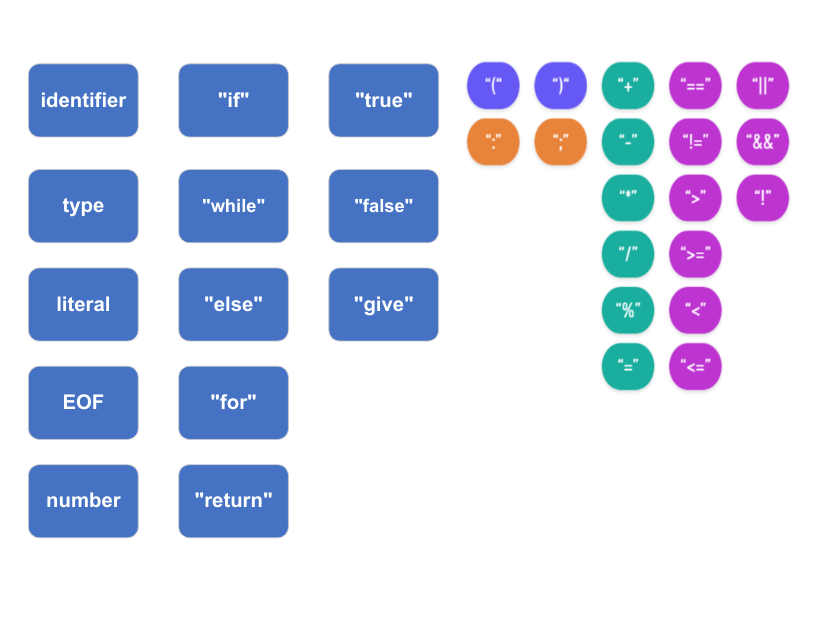 identifier "if" "true" “(“ “)“ “+” “==” “||”
“:” “;” “-” “!=” “&&”
type "while" "false" “*” “>” “!”
“/” “>=”
literal "else" "give" “%” “<”
“=” “<=”
EOF "for"
number "return"